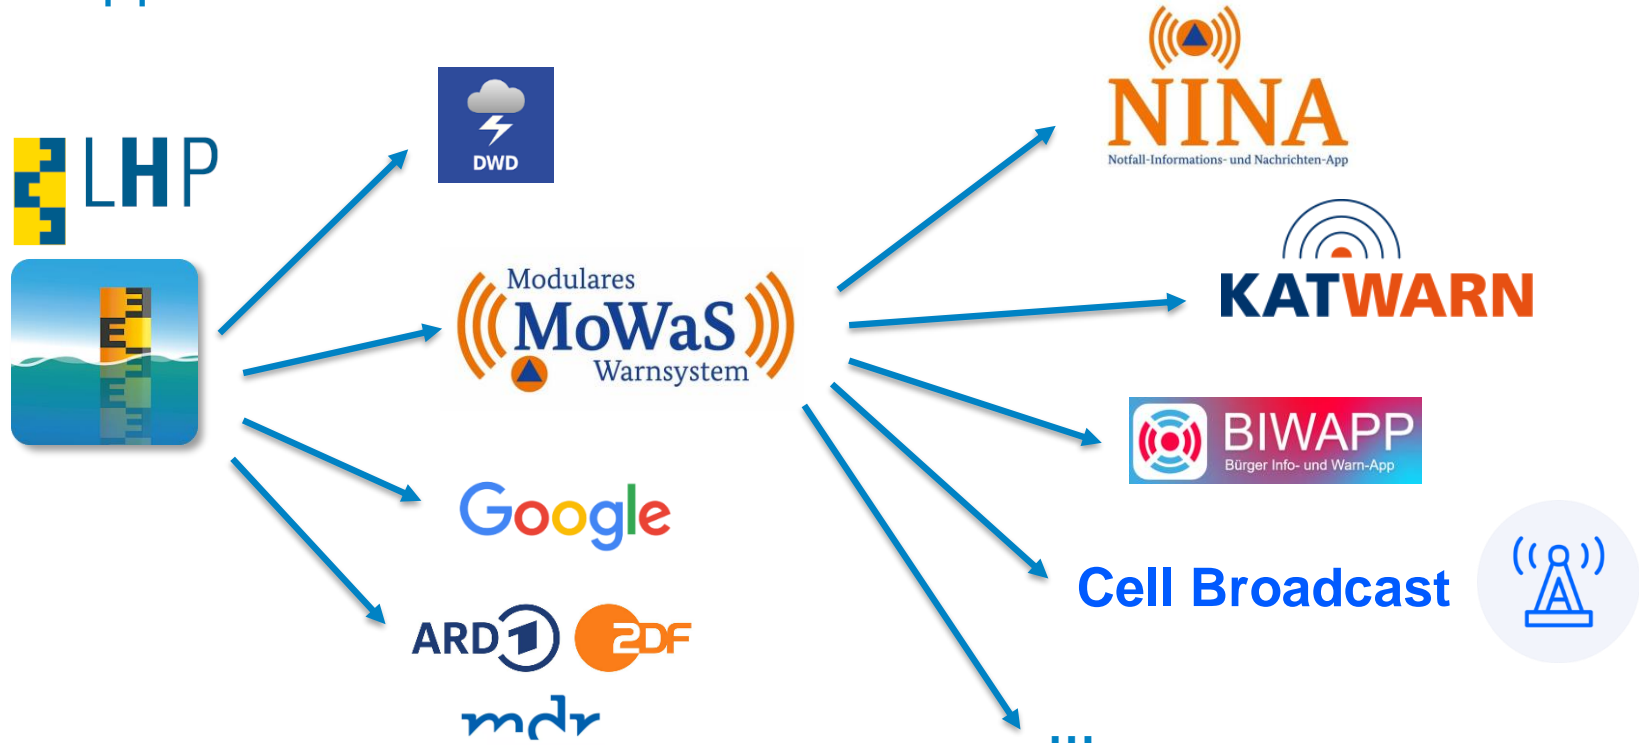 LHP
DWD
Modulares
MoWaS
Warnsystem
Google
ARD 1 ZDF
mdr
NINA
Notfall-Informations- und Nachrichten-App
KATWARN
BIWAPP
Bürger Info- und Warn-App
Cell Broadcast
...